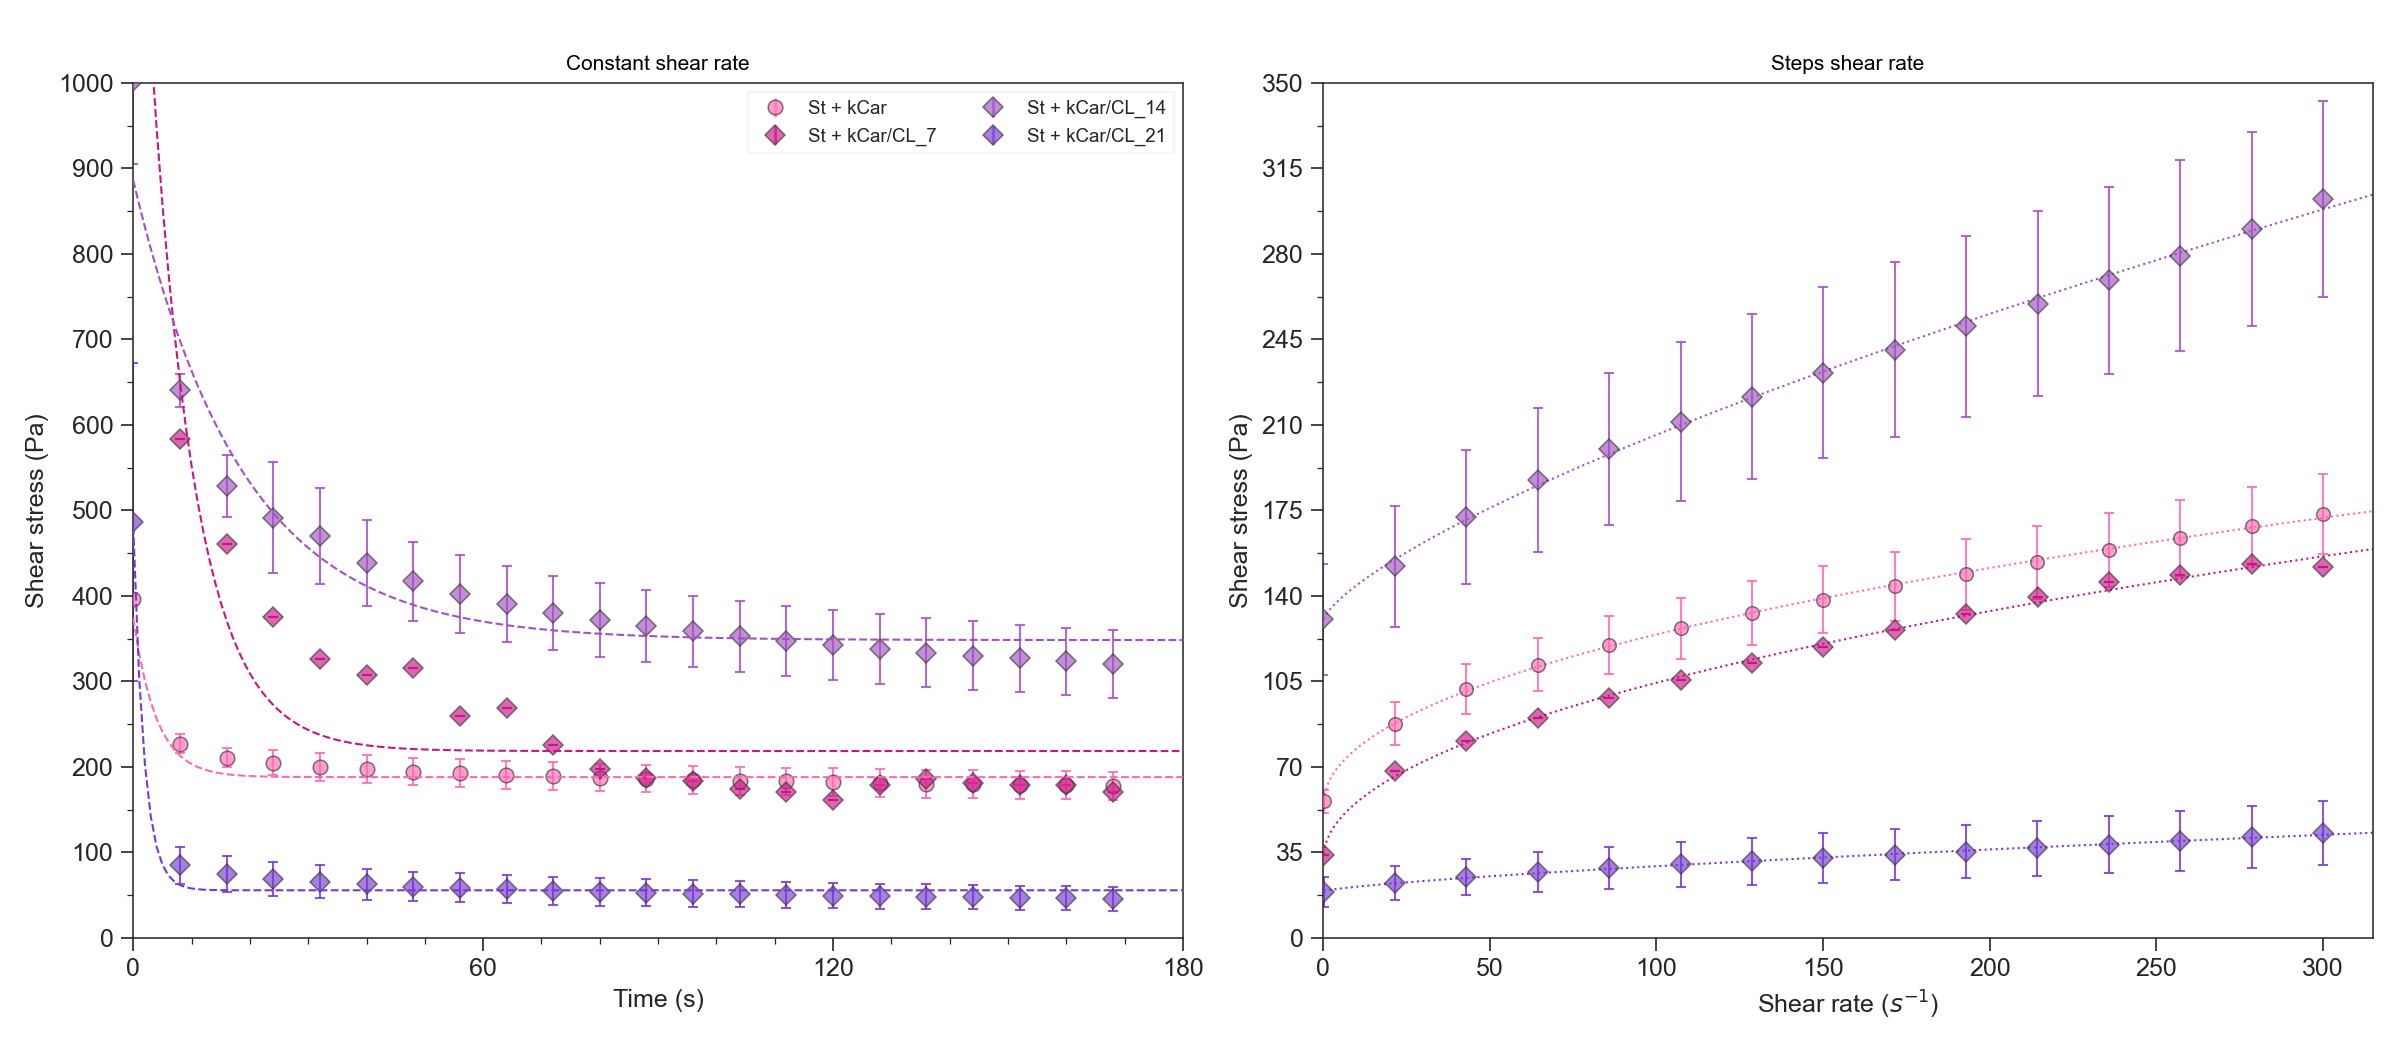 Constant shear rate
1000
900
800
700
600
500
400
300
200
100
0
0 60 120 180
Time (s)
Shear stress (Pa)
St + kCar St + kCar/CL_14
St + kCar/CL_7 St + kCar/CL_21
Steps shear rate
350
315
280
245
210
175
140
105
70
35
0
0 50 100 150 200 250 300
Shear rate (s⁻¹)
Shear stress (Pa)